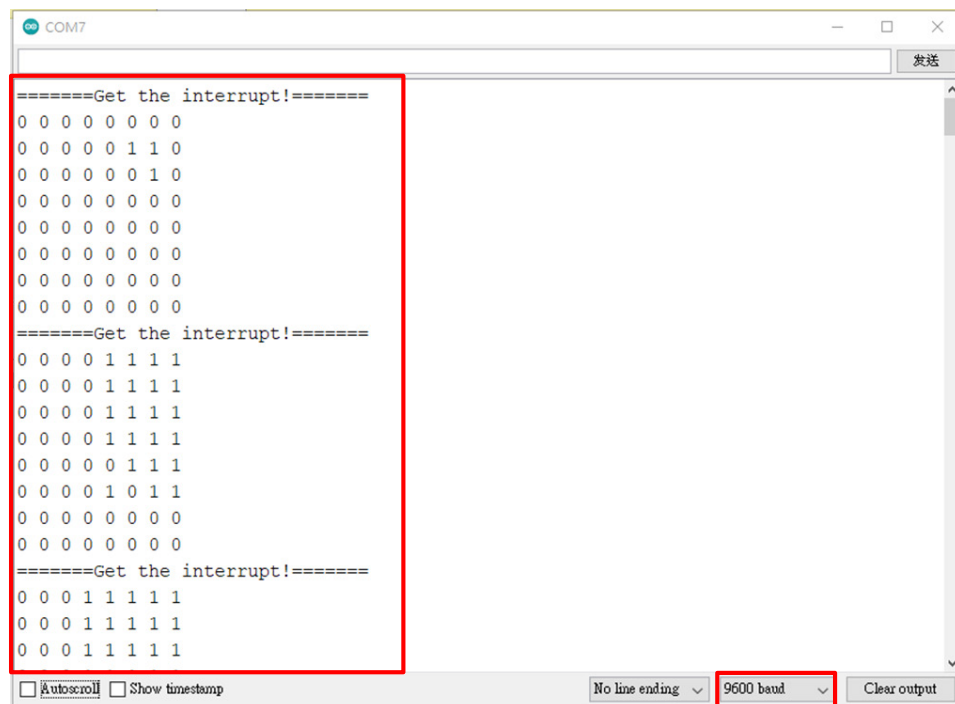 COM7
发送
=======Get the interrupt!=======
0 0 0 0 0 0 0 0
0 0 0 0 0 1 1 0
0 0 0 0 0 0 1 0
0 0 0 0 0 0 0 0
0 0 0 0 0 0 0 0
0 0 0 0 0 0 0 0
0 0 0 0 0 0 0 0
0 0 0 0 0 0 0 0
=======Get the interrupt!=======
0 0 0 0 1 1 1 1
0 0 0 0 1 1 1 1
0 0 0 0 1 1 1 1
0 0 0 0 1 1 1 1
0 0 0 0 0 1 1 1
0 0 0 0 1 0 1 1
0 0 0 0 0 0 0 0
0 0 0 0 0 0 0 0
=======Get the interrupt!=======
0 0 0 1 1 1 1 1
0 0 0 1 1 1 1 1
0 0 0 1 1 1 1 1
Autoscroll Show timestamp No line ending 9600 baud Clear output